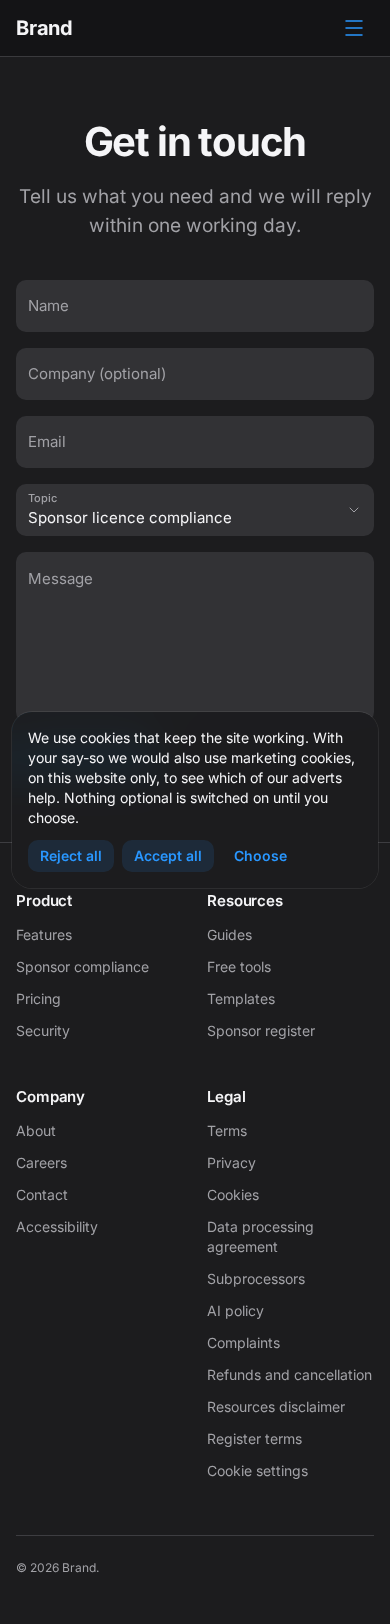 Brand
Get in touch
Tell us what you need and we will reply
within one working day.
Name
Company (optional)
Email
Topic
Sponsor licence compliance
Message
We use cookies that keep the site working. With
your say-so we would also use marketing cookies,
on this website only, to see which of our adverts
help. Nothing optional is switched on until you
choose.
Reject all
Accept all
Choose
Product
Features
Sponsor compliance
Pricing
Security
Resources
Guides
Free tools
Templates
Sponsor register
Company
About
Careers
Contact
Accessibility
Legal
Terms
Privacy
Cookies
Data processing
agreement
Subprocessors
AI policy
Complaints
Refunds and cancellation
Resources disclaimer
Register terms
Cookie settings
© 2026 Brand.